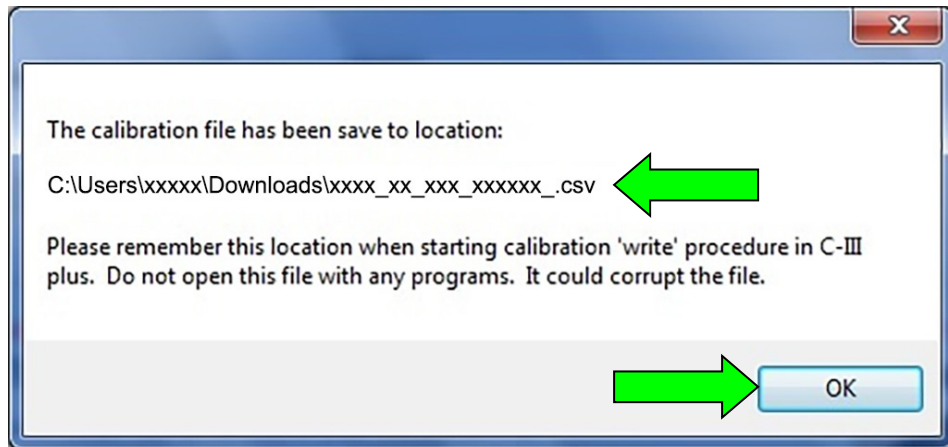 The calibration file has been save to location:
C:\Users\xxxxx\Downloads\xxxx_xx_xxx_xxxxxx_.csv
Please remember this location when starting calibration 'write' procedure in C-III
plus. Do not open this file with any programs. It could corrupt the file.
OK